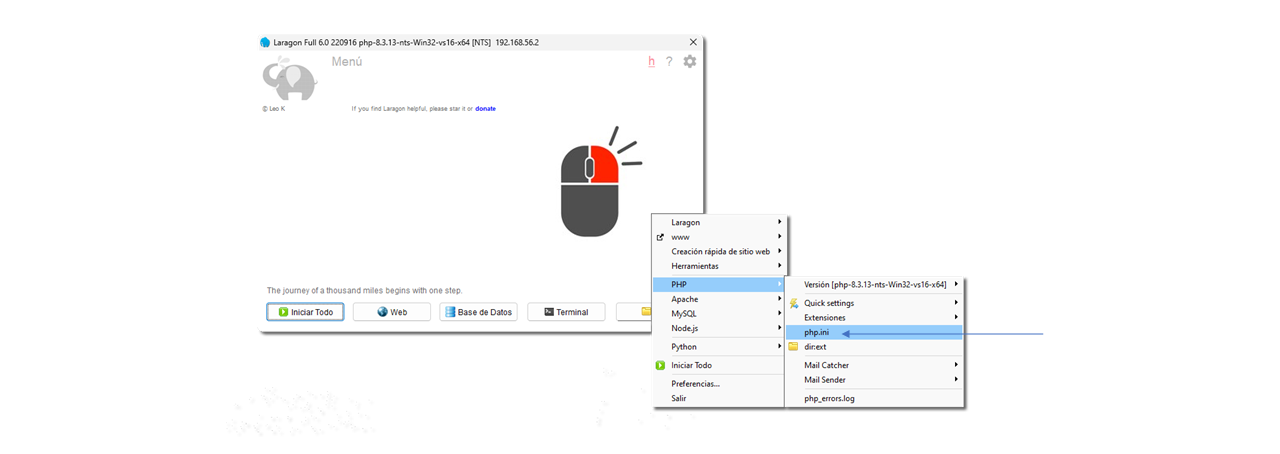 Laragon Full 6.0 220916 php-8.3.13-nts-Win32-vs16-x64 [NTS]  192.168.56.2
Menú
h ?
© Leo K
If you find Laragon helpful, please star it or donate
The journey of a thousand miles begins with one step.
Iniciar Todo
Web
Base de Datos
Terminal
Laragon
www
Creación rápida de sitio web
Herramientas
PHP
Apache
MySQL
Node.js
Python
Iniciar Todo
Preferencias...
Salir
Versión [php-8.3.13-nts-Win32-vs16-x64]
Quick settings
Extensiones
php.ini
dir:ext
Mail Catcher
Mail Sender
php_errors.log